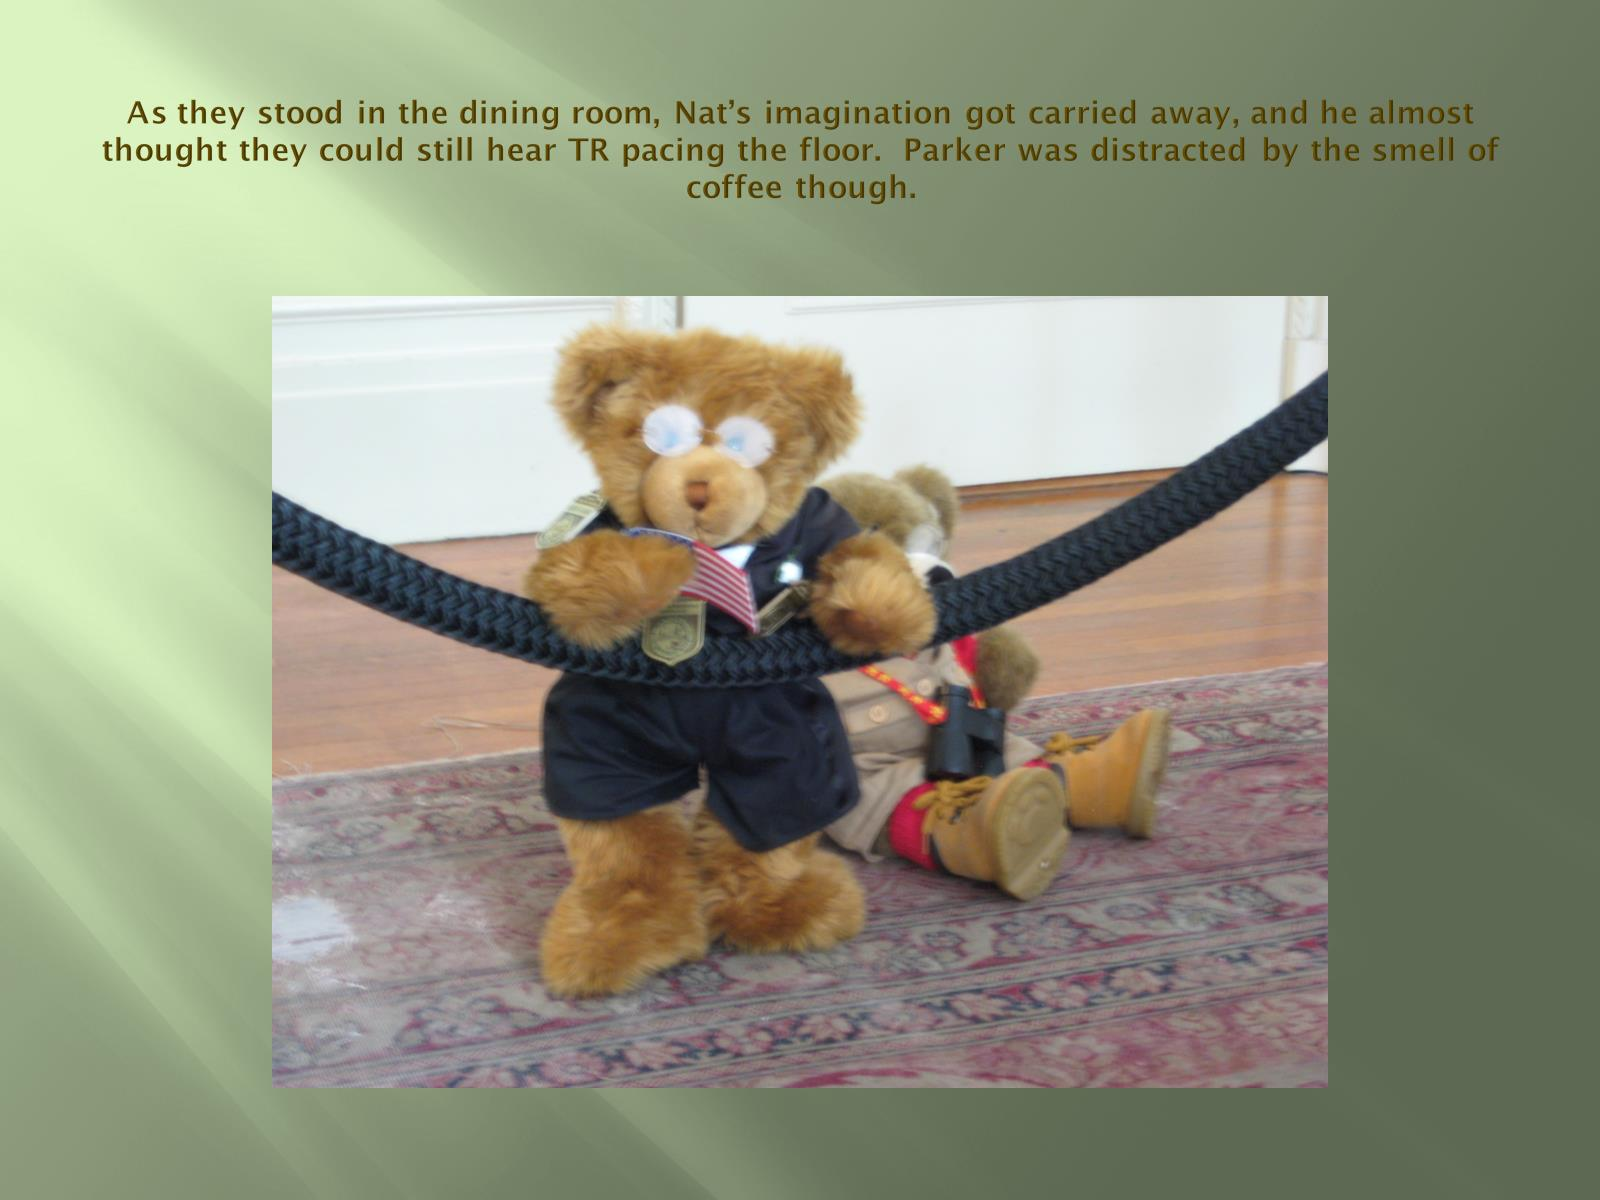 As they stood in the dining room, Nat’s imagination got carried away, and he almost
thought they could still hear TR pacing the floor.  Parker was distracted by the smell of
coffee though.